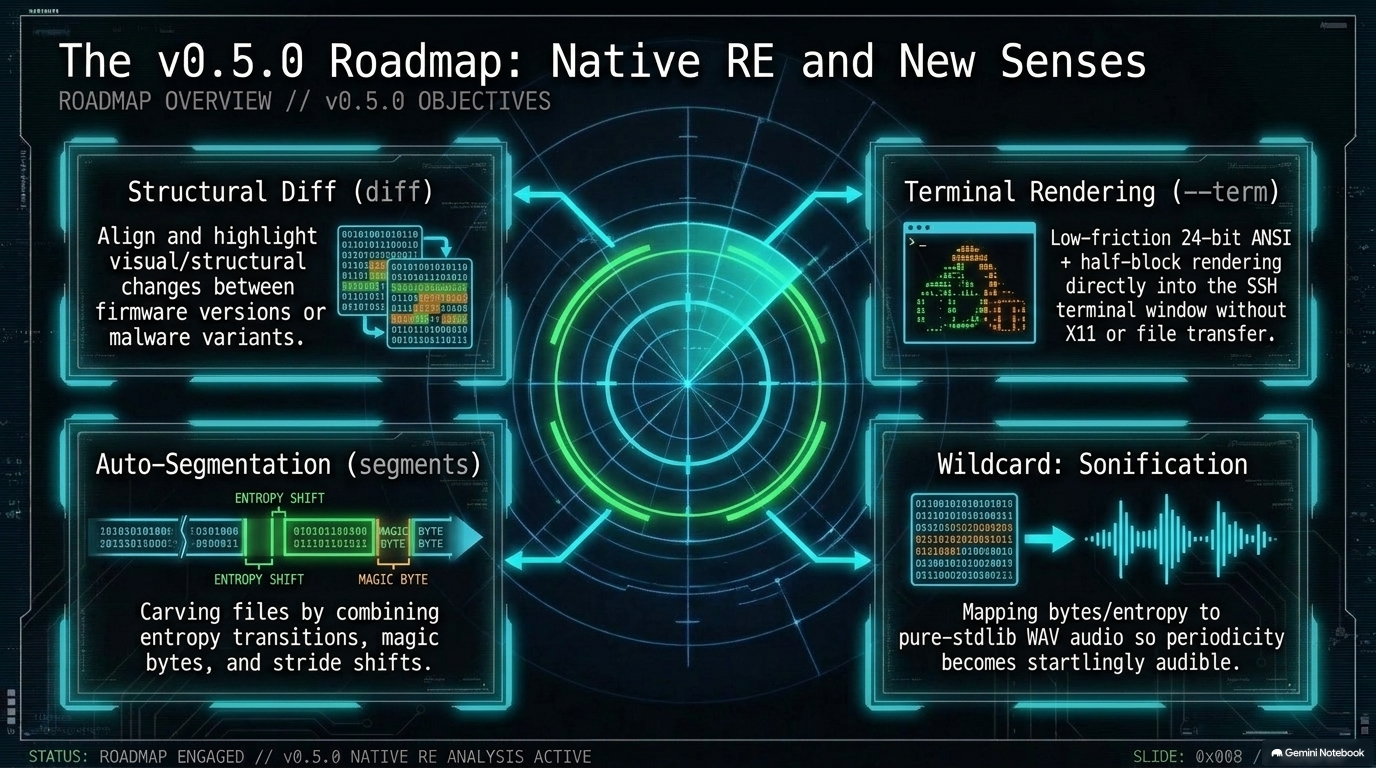 The v0.5.0 Roadmap: Native RE and New Senses
ROADMAP OVERVIEW // v0.5.0 OBJECTIVES
Structural Diff (diff)
Align and highlight
visual/structural
changes between
firmware versions or
malware variants.
Terminal Rendering (--term)
>_
Low-friction 24-bit ANSI
+ half-block rendering
directly into the SSH
terminal window without
X11 or file transfer.
Auto-Segmentation (segments)
ENTROPY SHIFT
MAGIC BYTE
BYTE BYTE
ENTROPY SHIFT
MAGIC BYTE
Carving files by combining
entropy transitions, magic
bytes, and stride shifts.
Wildcard: Sonification
Mapping bytes/entropy to
pure-stdlib WAV audio so periodicity
becomes startlingly audible.
STATUS: ROADMAP ENGAGED // v0.5.0 NATIVE RE ANALYSIS ACTIVE
SLIDE: 0x008 /
Gemini Notebook